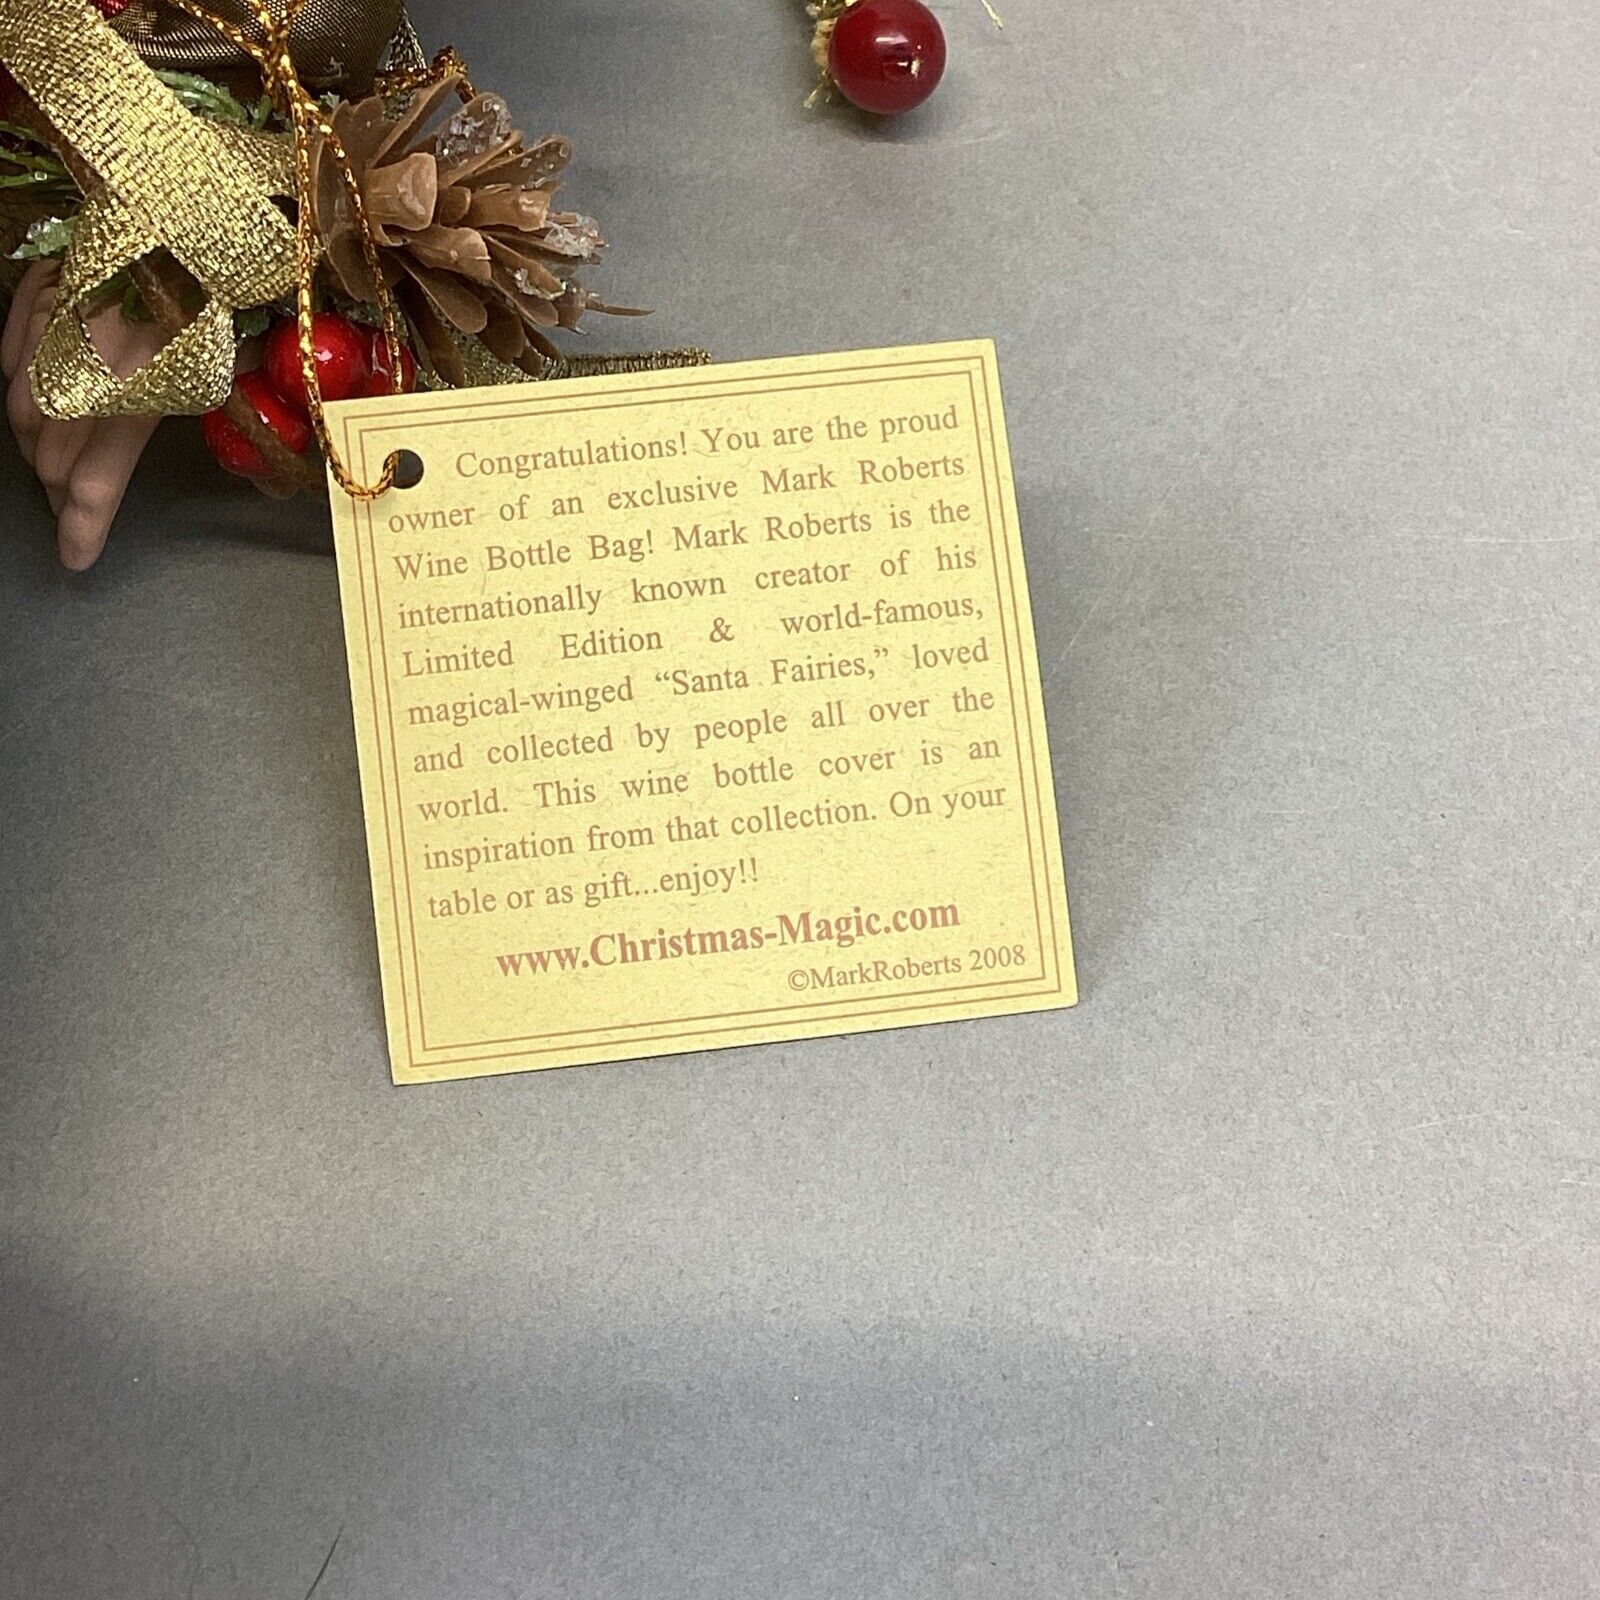 Congratulations! You are the proud
owner of an exclusive Mark Roberts
Wine Bottle Bag! Mark Roberts is the
internationally known creator of his
Limited Edition & world-famous,
magical-winged “Santa Fairies,” loved
and collected by people all over the
world. This wine bottle cover is an
inspiration from that collection. On your
table or as gift...enjoy!!
www.Christmas-Magic.com
©MarkRoberts 2008